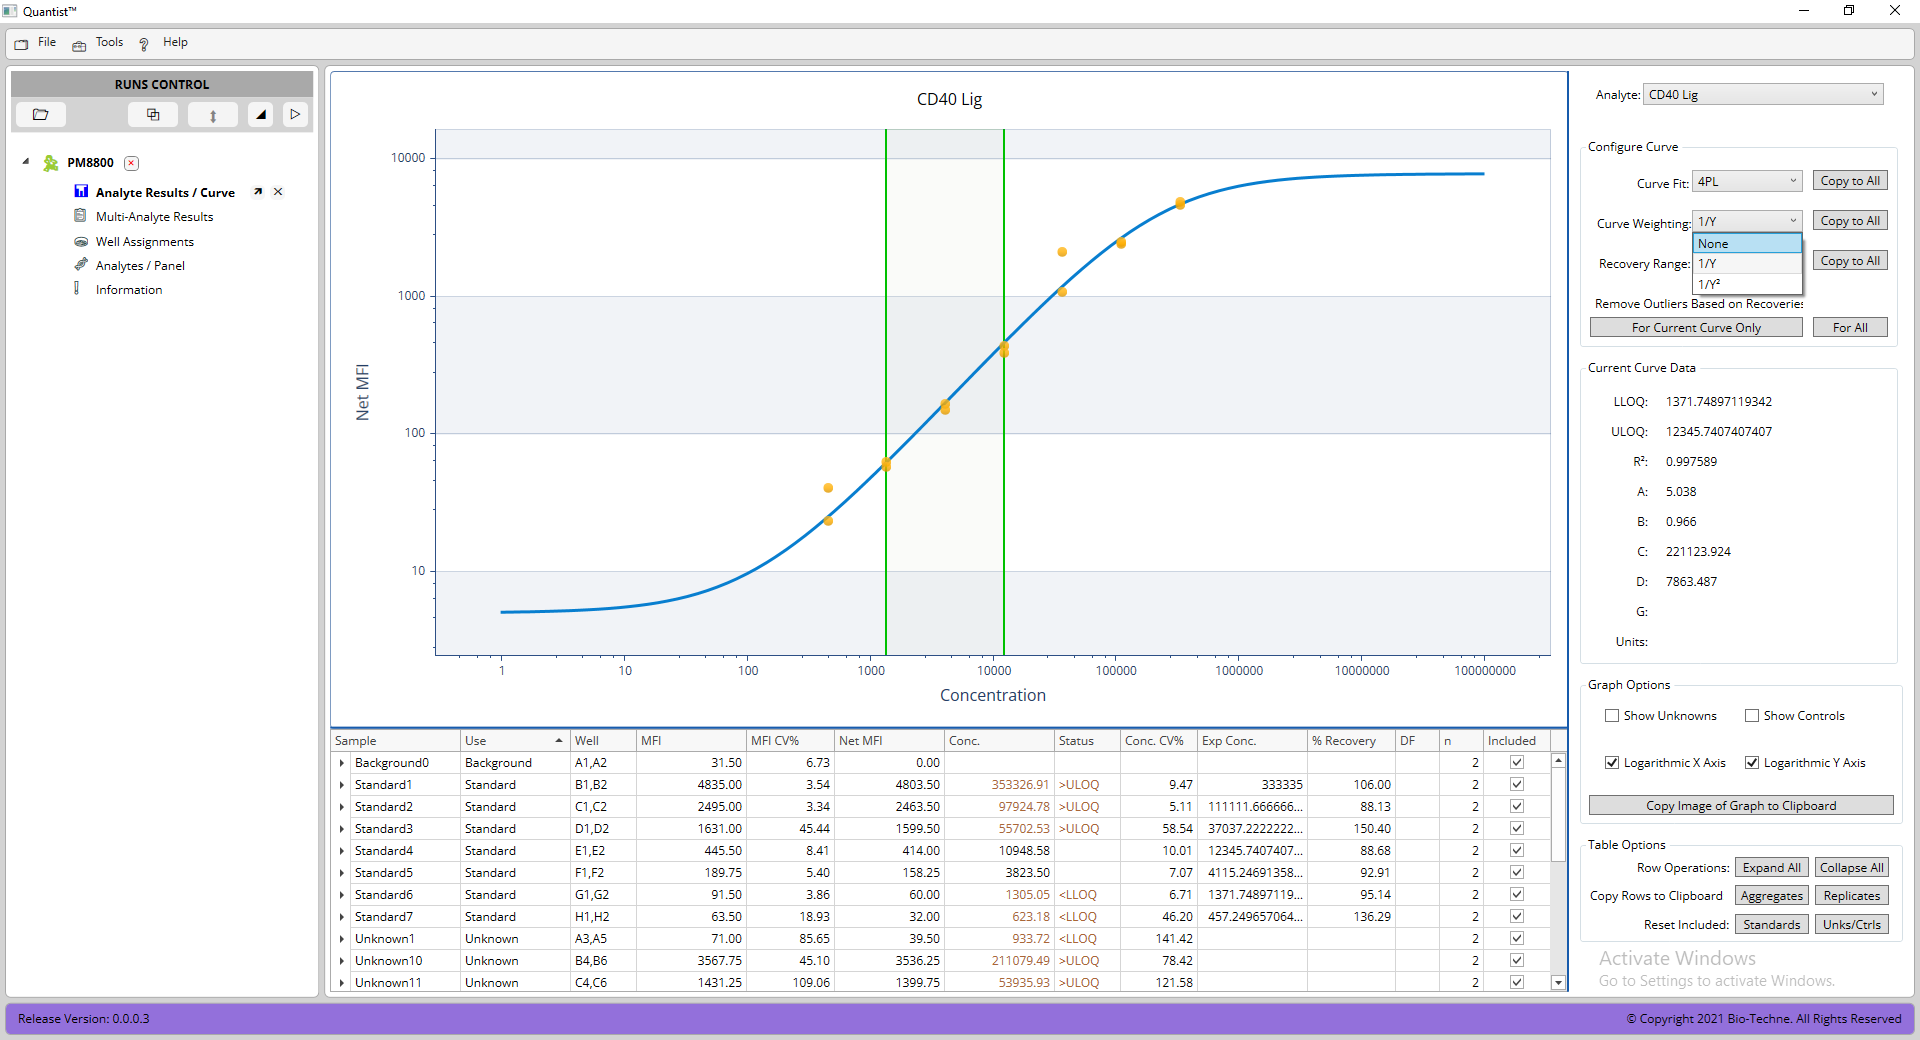 Quantist™
File Tools ? Help
RUNS CONTROL
PM8800
Analyte Results / Curve
Multi-Analyte Results
Well Assignments
Analytes / Panel
Information
CD40 Lig
10000
1000
100
10
Net MFI
1 10 100 1000 10000 100000 1000000 10000000 100000000
Concentration
Sample Use Well MFI MFI CV% Net MFI Conc. Status Conc. CV% Exp Conc. % Recovery DF n Included
Background0 Background A1,A2 31.50 6.73 0.00 2
Standard1 Standard B1,B2 4835.00 3.54 4803.50 353326.91 >ULOQ 9.47 333335 106.00 2
Standard2 Standard C1,C2 2495.00 3.34 2463.50 97924.78 >ULOQ 5.11 111111.666666... 88.13 2
Standard3 Standard D1,D2 1631.00 45.44 1599.50 55702.53 >ULOQ 58.54 37037.2222222... 150.40 2
Standard4 Standard E1,E2 445.50 8.41 414.00 10948.58 10.01 12345.7407407... 88.68 2
Standard5 Standard F1,F2 189.75 5.40 158.25 3823.50 7.07 4115.24691358... 92.91 2
Standard6 Standard G1,G2 91.50 3.86 60.00 1305.05 <LLOQ 6.71 1371.74897119... 95.14 2
Standard7 Standard H1,H2 63.50 18.93 32.00 623.18 <LLOQ 46.20 457.249657064... 136.29 2
Unknown1 Unknown A3,A5 71.00 85.65 39.50 933.72 <LLOQ 141.42 2
Unknown10 Unknown B4,B6 3567.75 45.10 3536.25 211079.49 >ULOQ 78.42 2
Unknown11 Unknown C4,C6 1431.25 109.06 1399.75 53935.93 >ULOQ 121.58 2
Analyte: CD40 Lig
Configure Curve
Curve Fit: 4PL Copy to All
Curve Weighting: 1/Y Copy to All
None
Recovery Range: 1/Y Copy to All
1/Y²
Remove Outliers Based on Recoveries
For Current Curve Only For All
Current Curve Data
LLOQ: 1371.74897119342
ULOQ: 12345.7407407407
R²: 0.997589
A: 5.038
B: 0.966
C: 221123.924
D: 7863.487
G:
Units:
Graph Options
Show Unknowns Show Controls
Logarithmic X Axis Logarithmic Y Axis
Copy Image of Graph to Clipboard
Table Options
Row Operations: Expand All Collapse All
Copy Rows to Clipboard Aggregates Replicates
Reset Included: Standards Unks/Ctrls
Activate Windows
Go to Settings to activate Windows.
Release Version: 0.0.0.3
© Copyright 2021 Bio-Techne. All Rights Reserved